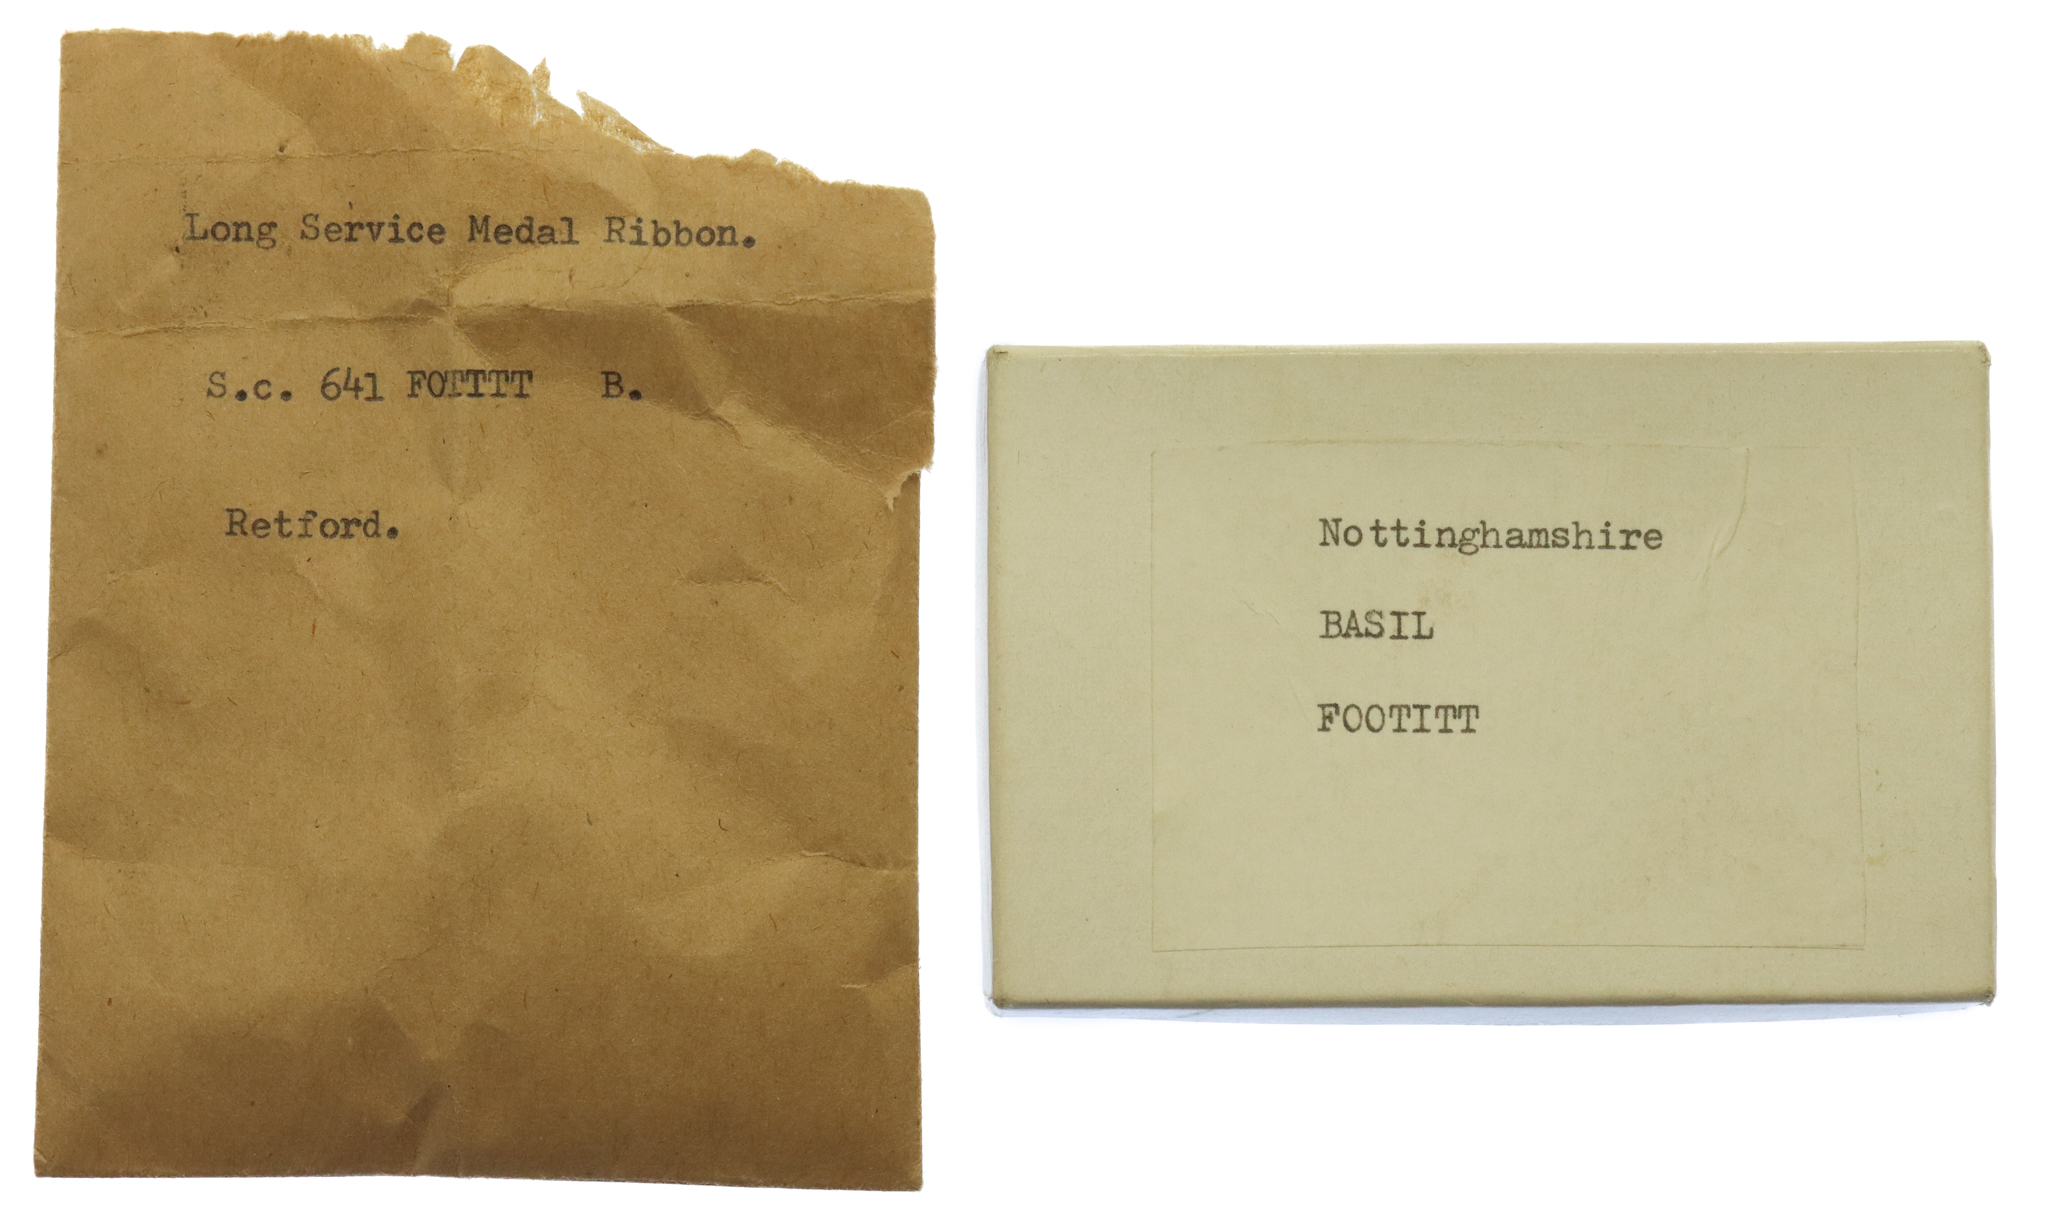 Long Service Medal Ribbon.
S.c. 641 FOTTTT B.
Retford.
Nottinghamshire
BASIL
FOOTITT